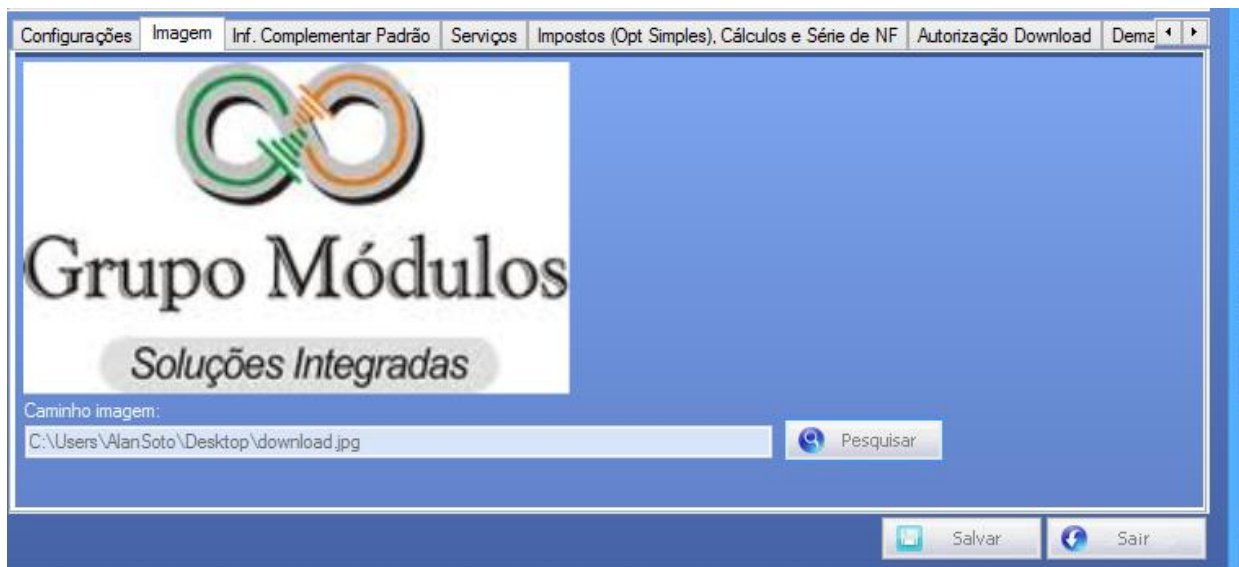 Configurações Imagem Inf. Complementar Padrão Serviços Impostos (Opt Simples), Cálculos e Série de NF Autorização Download Dema
Grupo Módulos
Soluções Integradas
Caminho imagem:
C:\Users\AlanSoto\Desktop\download.jpg Pesquisar
Salvar Sair